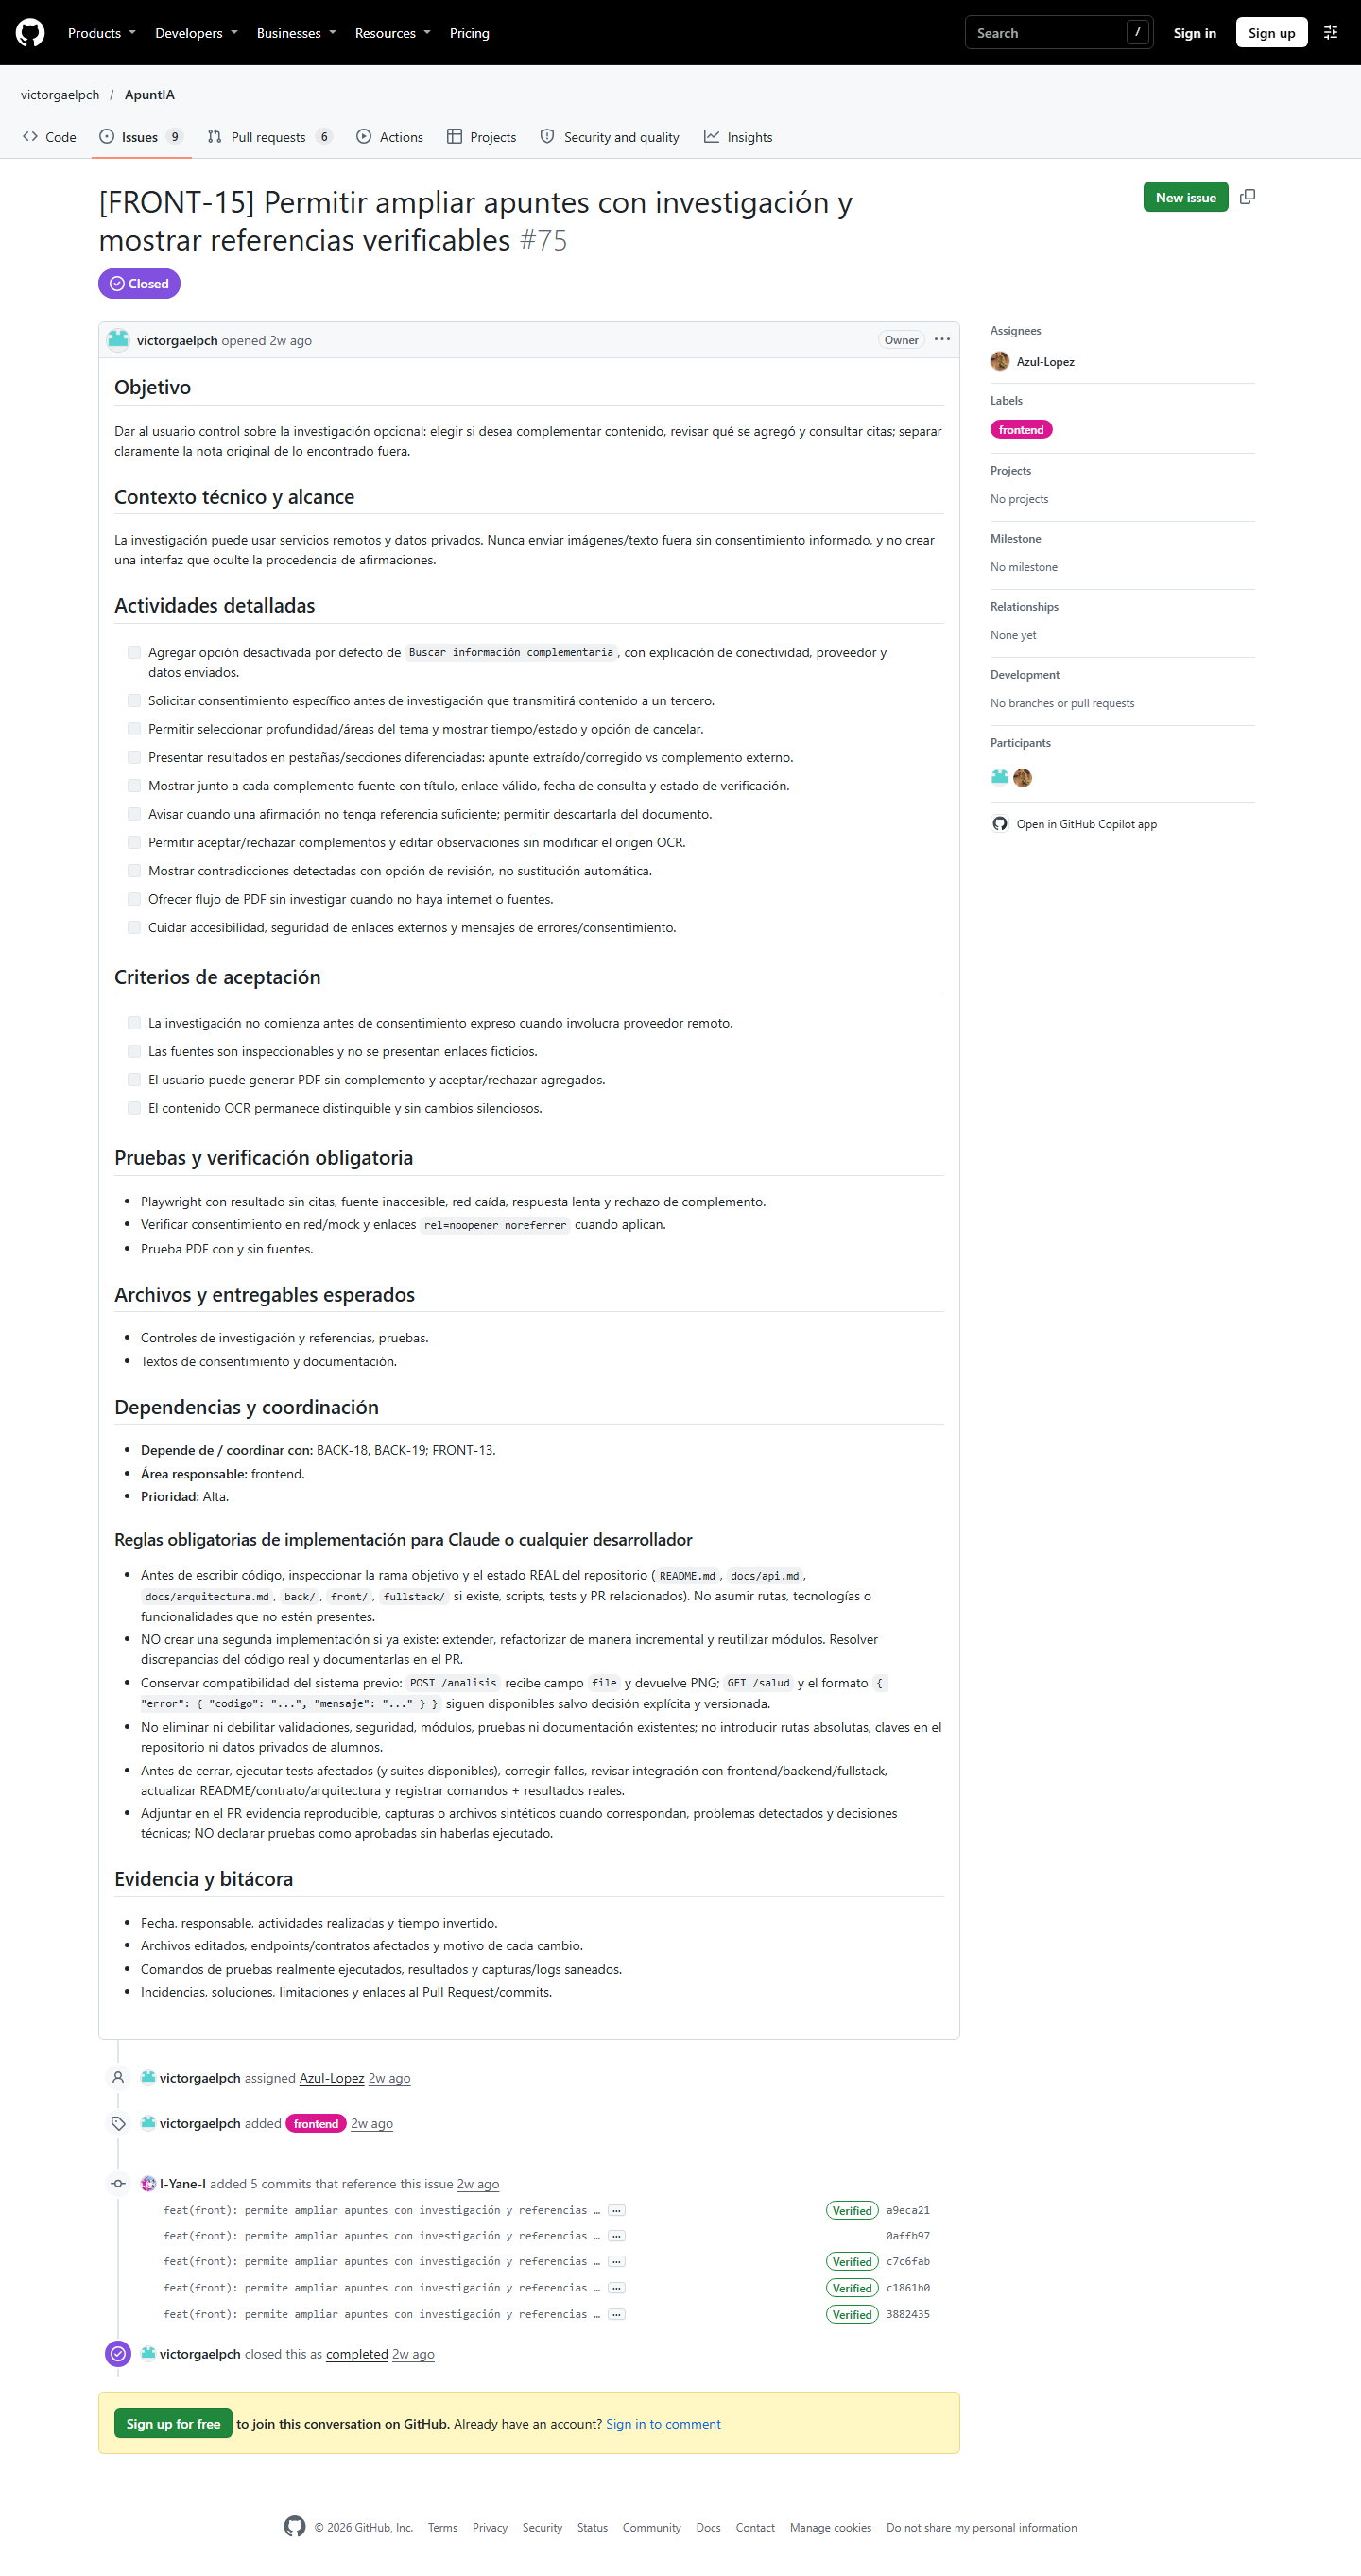 Products Developers Businesses Resources Pricing Search / Sign in Sign up
victorgaelpch / ApuntIA
Code Issues 9 Pull requests 6 Actions Projects Security and quality Insights
[FRONT-15] Permitir ampliar apuntes con investigación y
mostrar referencias verificables #75
New issue
Closed
victorgaelpch opened 2w ago Owner
Objetivo
Dar al usuario control sobre la investigación opcional: elegir si desea complementar contenido, revisar qué se agregó y consultar citas; separar
claramente la nota original de lo encontrado fuera.
Contexto técnico y alcance
La investigación puede usar servicios remotos y datos privados. Nunca enviar imágenes/texto fuera sin consentimiento informado, y no crear
una interfaz que oculte la procedencia de afirmaciones.
Actividades detalladas
Agregar opción desactivada por defecto de Buscar información complementaria, con explicación de conectividad, proveedor y
datos enviados.
Solicitar consentimiento específico antes de investigación que transmitirá contenido a un tercero.
Permitir seleccionar profundidad/áreas del tema y mostrar tiempo/estado y opción de cancelar.
Presentar resultados en pestañas/secciones diferenciadas: apunte extraído/corregido vs complemento externo.
Mostrar junto a cada complemento fuente con título, enlace válido, fecha de consulta y estado de verificación.
Avisar cuando una afirmación no tenga referencia suficiente; permitir descartarla del documento.
Permitir aceptar/rechazar complementos y editar observaciones sin modificar el origen OCR.
Mostrar contradicciones detectadas con opción de revisión, no sustitución automática.
Ofrecer flujo de PDF sin investigar cuando no haya internet o fuentes.
Cuidar accesibilidad, seguridad de enlaces externos y mensajes de errores/consentimiento.
Criterios de aceptación
La investigación no comienza antes de consentimiento expreso cuando involucra proveedor remoto.
Las fuentes son inspeccionables y no se presentan enlaces ficticios.
El usuario puede generar PDF sin complemento y aceptar/rechazar agregados.
El contenido OCR permanece distinguible y sin cambios silenciosos.
Pruebas y verificación obligatoria
Playwright con resultado sin citas, fuente inaccesible, red caída, respuesta lenta y rechazo de complemento.
Verificar consentimiento en red/mock y enlaces rel=noopener noreferrer cuando aplican.
Prueba PDF con y sin fuentes.
Archivos y entregables esperados
Controles de investigación y referencias, pruebas.
Textos de consentimiento y documentación.
Dependencias y coordinación
Depende de / coordinar con: BACK-18, BACK-19; FRONT-13.
Área responsable: frontend.
Prioridad: Alta.
Reglas obligatorias de implementación para Claude o cualquier desarrollador
Antes de escribir código, inspeccionar la rama objetivo y el estado REAL del repositorio ( README.md, docs/api.md,
docs/arquitectura.md, back/, front/, fullstack/ si existe, scripts, tests y PR relacionados). No asumir rutas, tecnologías o
funcionalidades que no estén presentes.
NO crear una segunda implementación si ya existe: extender, refactorizar de manera incremental y reutilizar módulos. Resolver
discrepancias del código real y documentarlas en el PR.
Conservar compatibilidad del sistema previo: POST /analisis recibe campo file y devuelve PNG; GET /salud y el formato {
"error": { "codigo": "...", "mensaje": "..." } } siguen disponibles salvo decisión explícita y versionada.
No eliminar ni debilitar validaciones, seguridad, módulos, pruebas ni documentación existentes; no introducir rutas absolutas, claves en el
repositorio ni datos privados de alumnos.
Antes de cerrar, ejecutar tests afectados (y suites disponibles), corregir fallos, revisar integración con frontend/backend/fullstack,
actualizar README/contrato/arquitectura y registrar comandos + resultados reales.
Adjuntar en el PR evidencia reproducible, capturas o archivos sintéticos cuando correspondan, problemas detectados y decisiones
técnicas; NO declarar pruebas como aprobadas sin haberlas ejecutado.
Evidencia y bitácora
Fecha, responsable, actividades realizadas y tiempo invertido.
Archivos editados, endpoints/contratos afectados y motivo de cada cambio.
Comandos de pruebas realmente ejecutados, resultados y capturas/logs saneados.
Incidencias, soluciones, limitaciones y enlaces al Pull Request/commits.
victorgaelpch assigned Azul-Lopez 2w ago
victorgaelpch added frontend 2w ago
I-Yane-I added 5 commits that reference this issue 2w ago
feat(front): permite ampliar apuntes con investigación y referencias … Verified a9eca21
feat(front): permite ampliar apuntes con investigación y referencias … 0affb97
feat(front): permite ampliar apuntes con investigación y referencias … Verified c7c6fab
feat(front): permite ampliar apuntes con investigación y referencias … Verified c1861b0
feat(front): permite ampliar apuntes con investigación y referencias … Verified 3882435
victorgaelpch closed this as completed 2w ago
Sign up for free to join this conversation on GitHub. Already have an account? Sign in to comment
Assignees
Azul-Lopez
Labels
frontend
Projects
No projects
Milestone
No milestone
Relationships
None yet
Development
No branches or pull requests
Participants
Open in GitHub Copilot app
© 2026 GitHub, Inc. Terms Privacy Security Status Community Docs Contact Manage cookies Do not share my personal information